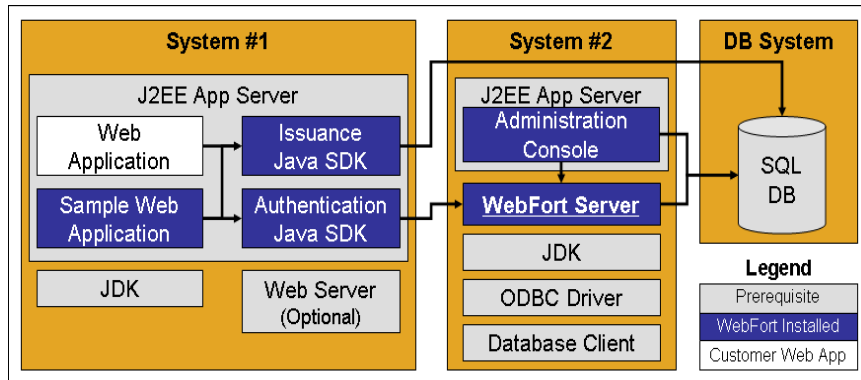 System #1
J2EE App Server
Web
Application
Issuance
Java SDK
Sample Web
Application
Authentication
Java SDK
JDK
Web Server
(Optional)
System #2
J2EE App Server
Administration
Console
WebFort Server
JDK
ODBC Driver
Database Client
DB System
SQL
DB
Legend
Prerequisite
WebFort Installed
Customer Web App